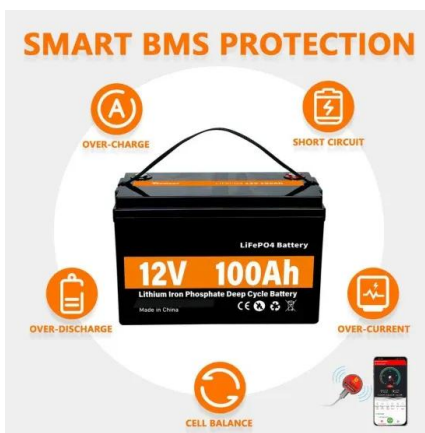 SMART BMS PROTECTION
OVER-CHARGE
SHORT CIRCUIT
LiFePO4 Battery
12V 100Ah
Lithium Iron Phosphate Deep Cycle Battery
Made in China
OVER-DISCHARGE
OVER-CURRENT
CELL BALANCE